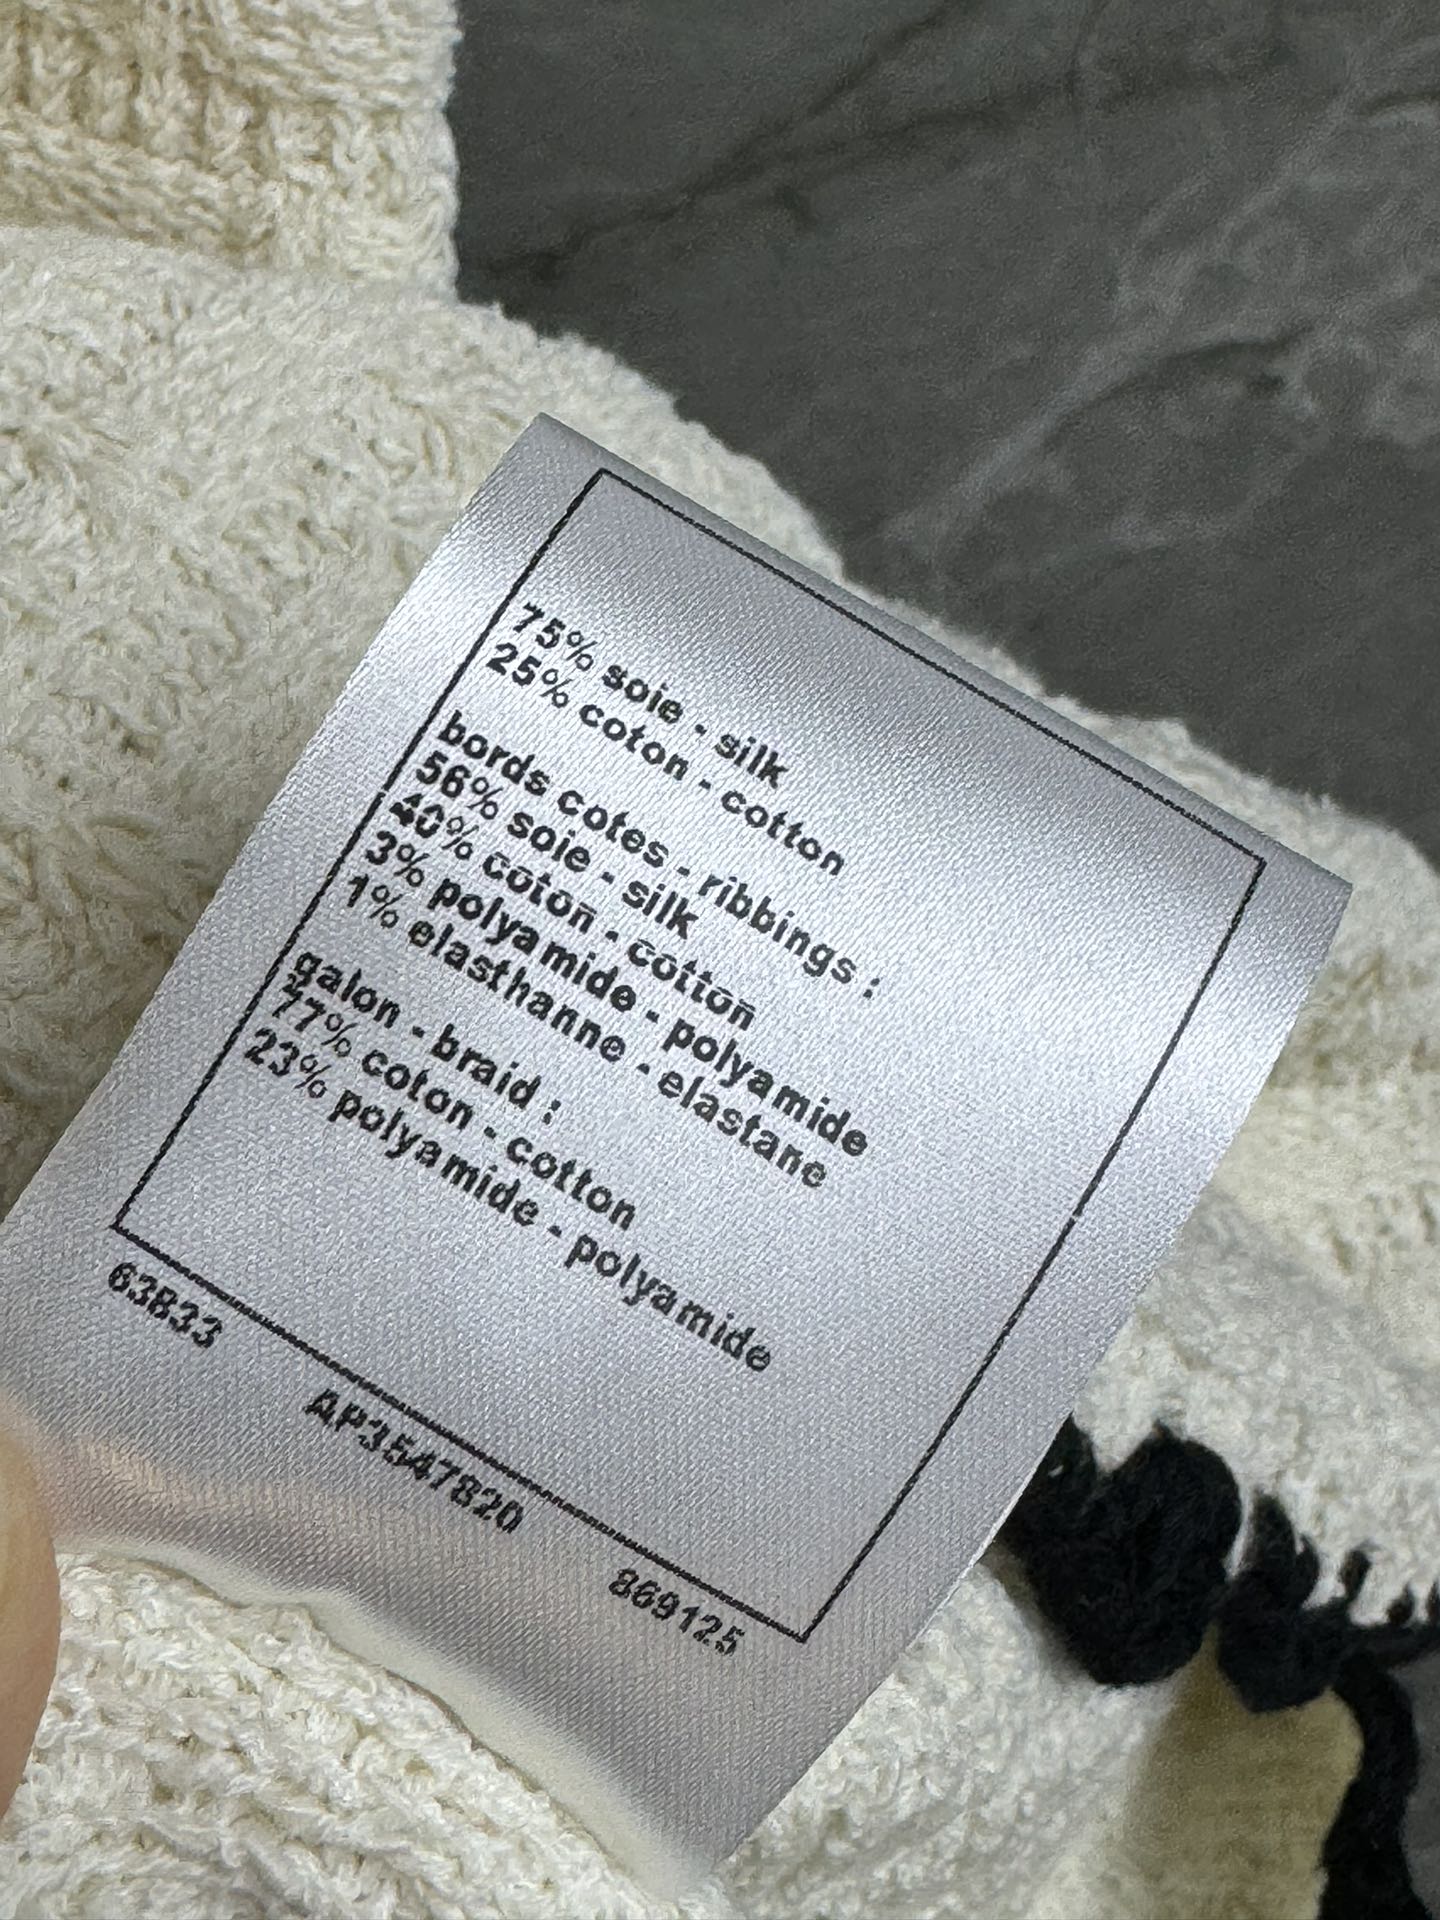 75% soie - silk
25% coton - cotton
bords cotes - ribbings :
56% soie - silk
40% coton - cotton
3% polyamide - polyamide
1% elasthanne - elastane
galon - braid :
77% coton - cotton
23% polyamide - polyamide
63833
AP3547820
869125